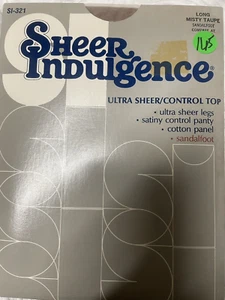 SI-321
LONG
MISTY TAUPE
SANDALFOOT
165
SHEER
INDULGENCE®
ULTRA SHEER/CONTROL TOP
• ultra sheer legs
• satiny control panty
• cotton panel
• sandalfoot